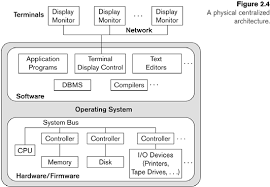 Figure 2.4
A physical centralized
architecture.
Terminals
Display
Monitor
Display
Monitor
. . .
Display
Monitor
Network
Application
Programs
Terminal
Display Control
Text
Editors
. . .
DBMS
Compilers
. . .
Software
Operating System
System Bus
Controller
Controller
Controller
. . .
CPU
Memory
Disk
I/O Devices
(Printers,
Tape Drives, . . .)
Hardware/Firmware